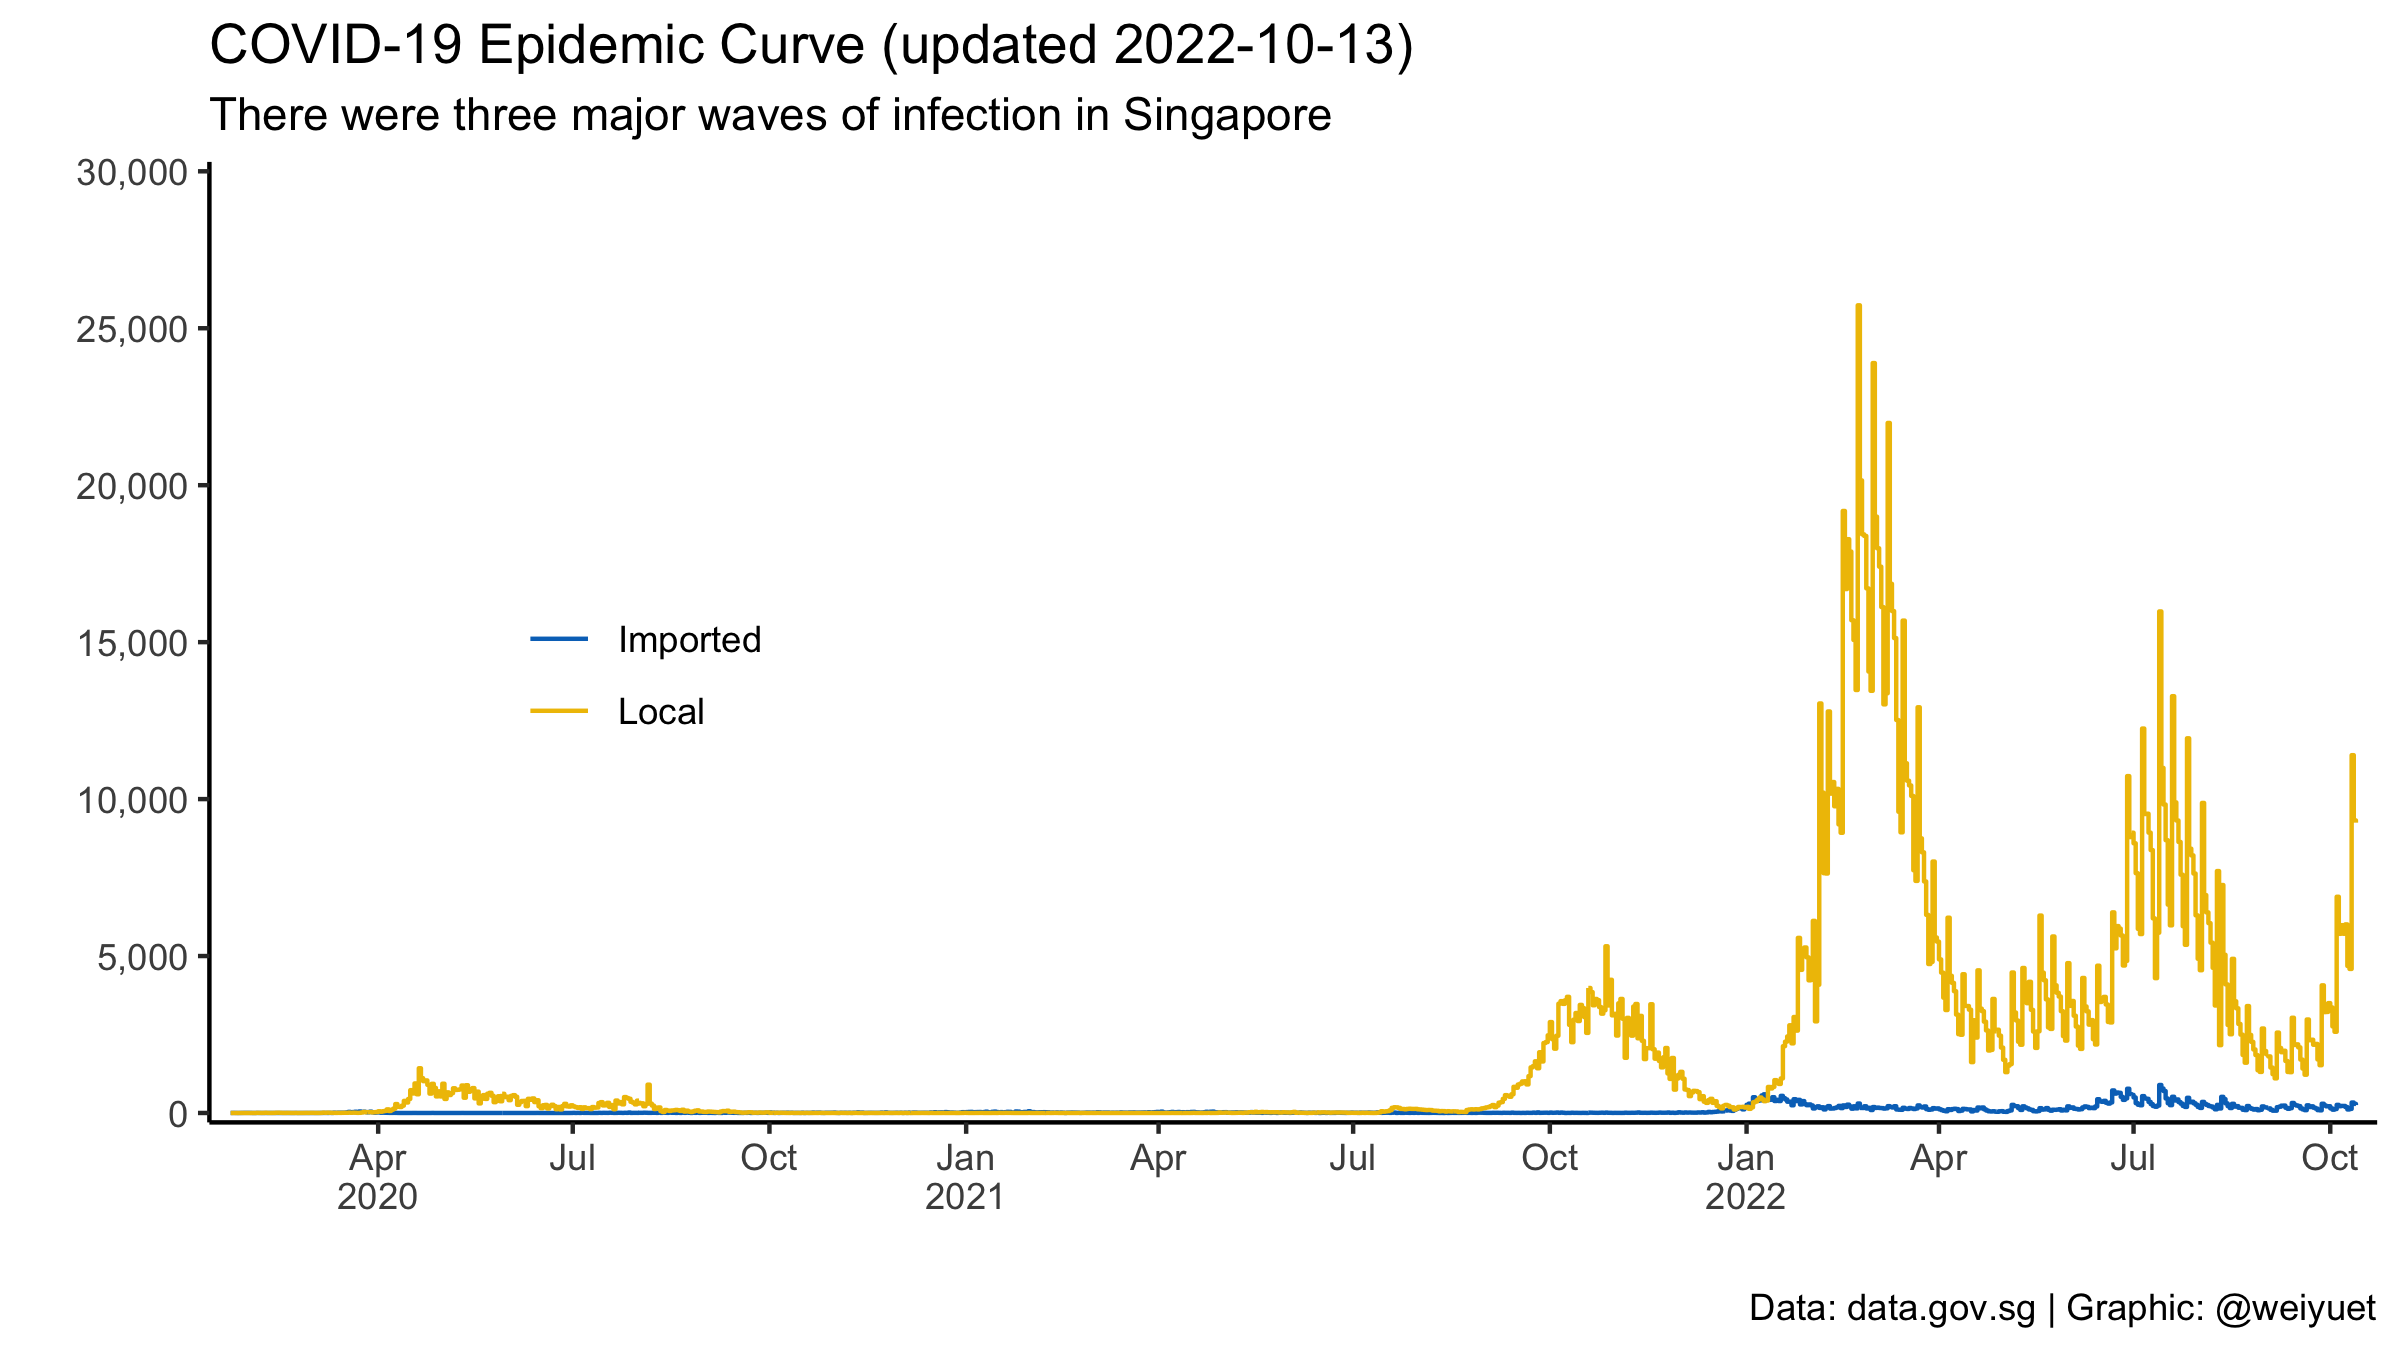 COVID-19 Epidemic Curve (updated 2022-10-13)
There were three major waves of infection in Singapore
30,000
25,000
20,000
15,000
10,000
5,000
0
Imported
Local
Apr Jul Oct Jan Apr Jul Oct Jan Apr Jul Oct
2020 2021 2022
Data: data.gov.sg | Graphic: @weiyuet